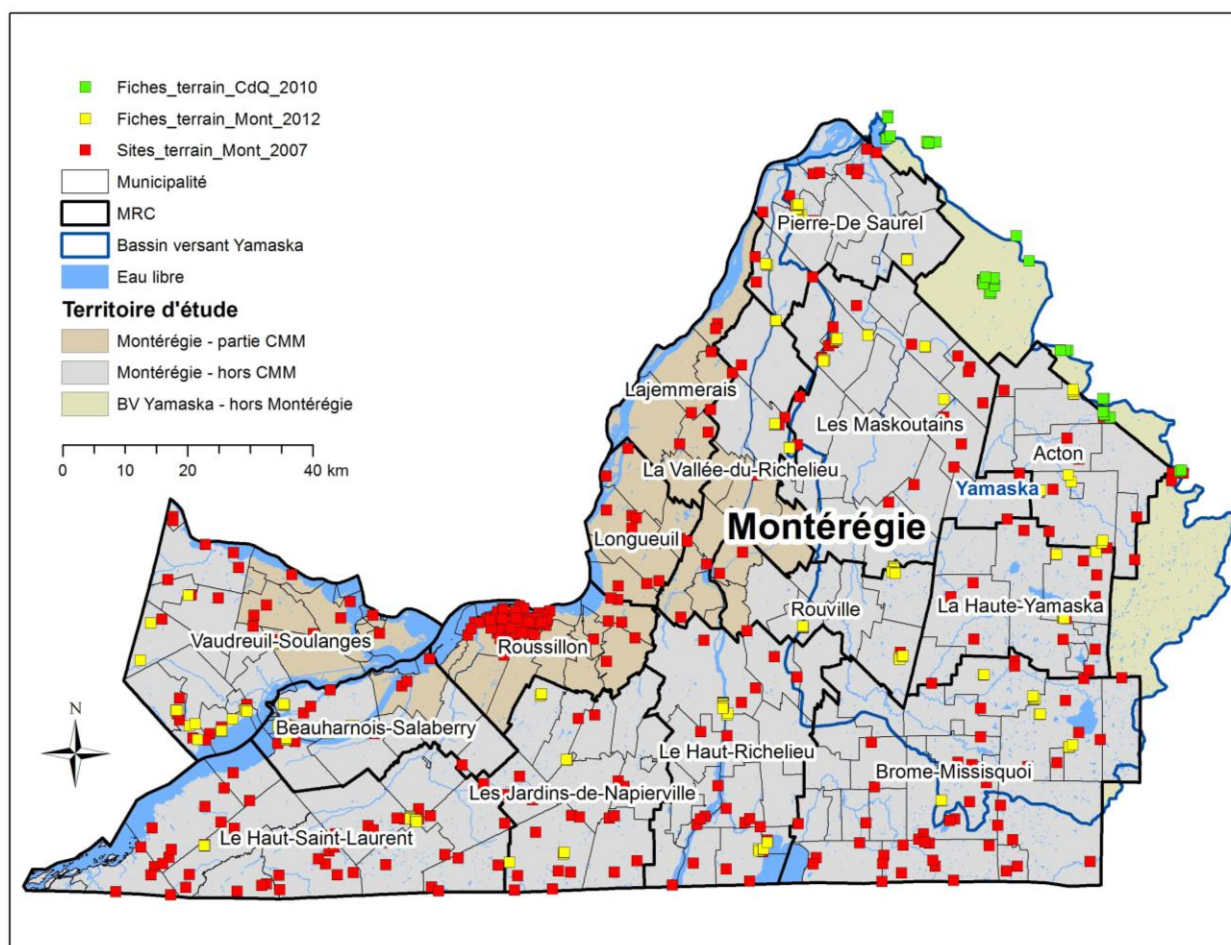 Fiches_terrain_CdQ_2010
Fiches_terrain_Mont_2012
Sites_terrain_Mont_2007
Municipalité
MRC
Bassin versant Yamaska
Eau libre
Territoire d'étude
Montérégie - partie CMM
Montérégie - hors CMM
BV Yamaska - hors Montérégie
0 10 20 40 km
Pierre-De Saurel
Lajemmerais
Les Maskoutains
Acton
La Vallée-du-Richelieu
Yamaska
Montérégie
Longueuil
Rouville
La Haute-Yamaska
Vaudreuil-Soulanges
Roussillon
N
Beauharnois-Salaberry
Le Haut-Richelieu
Brome-Missisquoi
Les Jardins-de-Napierville
Le Haut-Saint-Laurent